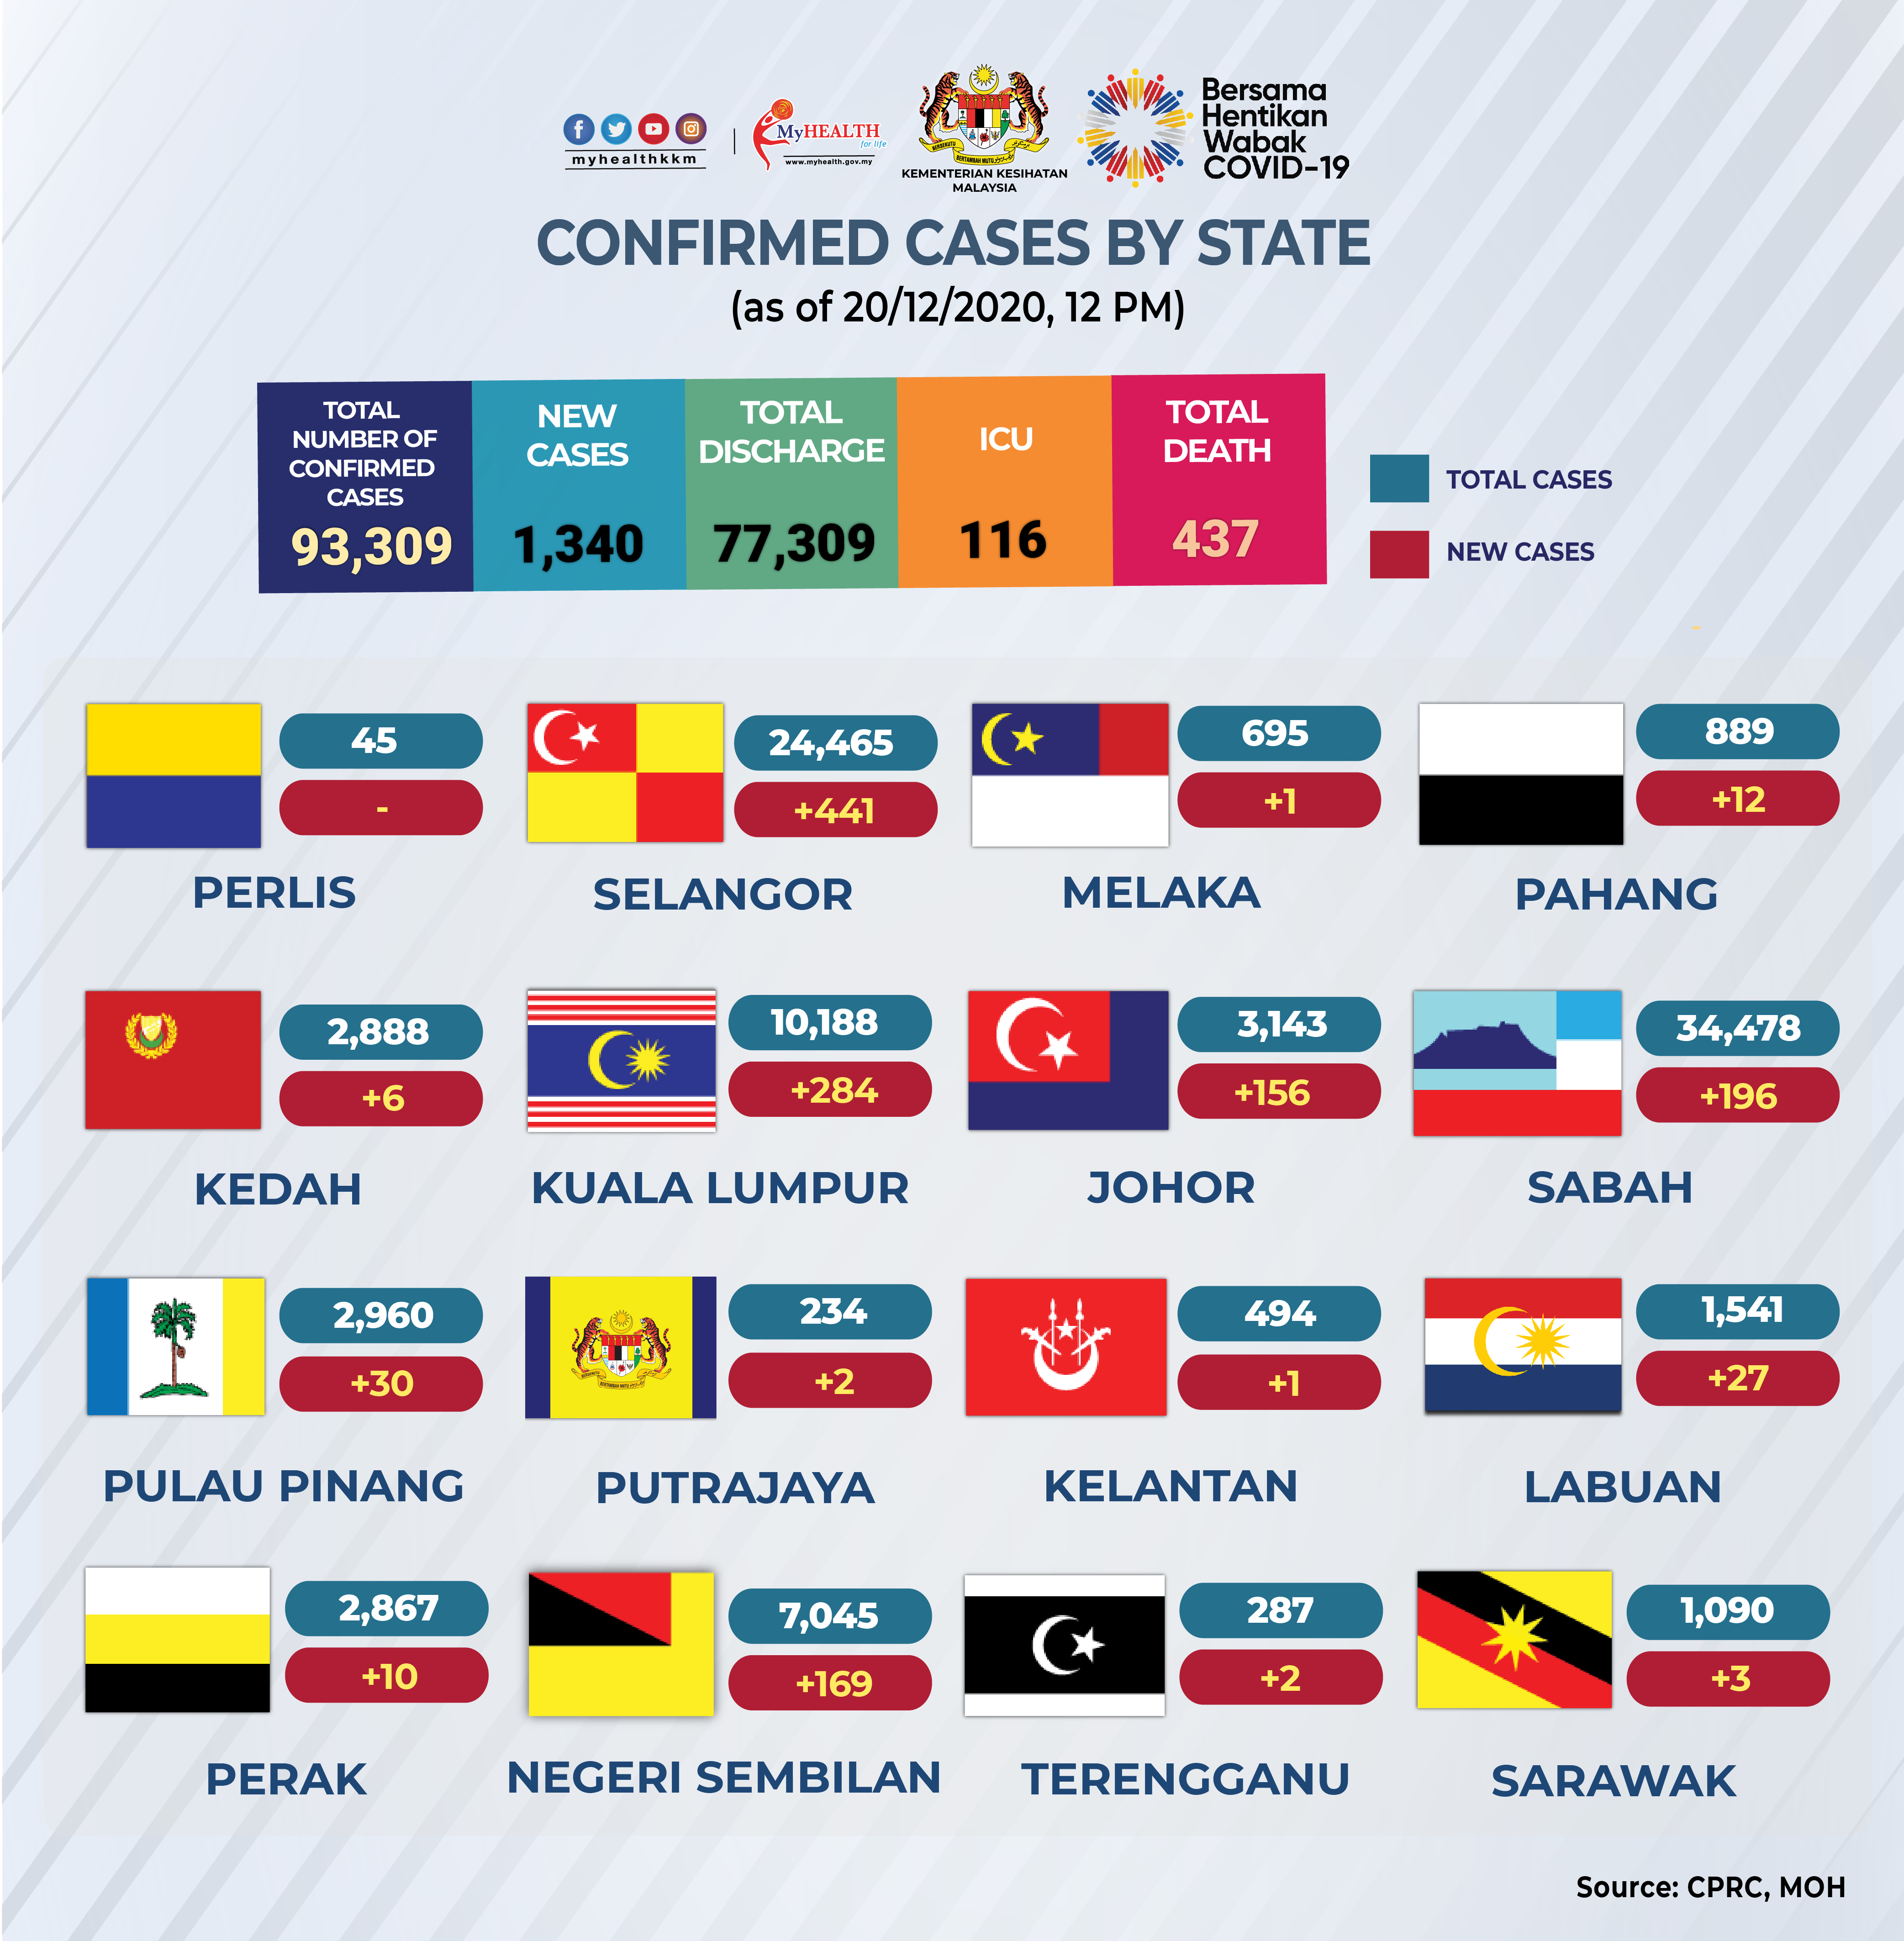 myhealthkkm
MyHEALTH
for life
www.myhealth.gov.my
KEMENTERIAN KESIHATAN
MALAYSIA
Bersama
Hentikan
Wabak
COVID-19
CONFIRMED CASES BY STATE
(as of 20/12/2020, 12 PM)
TOTAL
NUMBER OF
CONFIRMED
CASES
93,309
NEW
CASES
1,340
TOTAL
DISCHARGE
77,309
ICU
116
TOTAL
DEATH
437
TOTAL CASES
NEW CASES
45
-
PERLIS
24,465
+441
SELANGOR
695
+1
MELAKA
889
+12
PAHANG
2,888
+6
KEDAH
10,188
+284
KUALA LUMPUR
3,143
+156
JOHOR
34,478
+196
SABAH
2,960
+30
PULAU PINANG
234
+2
PUTRAJAYA
494
+1
KELANTAN
1,541
+27
LABUAN
2,867
+10
PERAK
7,045
+169
NEGERI SEMBILAN
287
+2
TERENGGANU
1,090
+3
SARAWAK
Source: CPRC, MOH